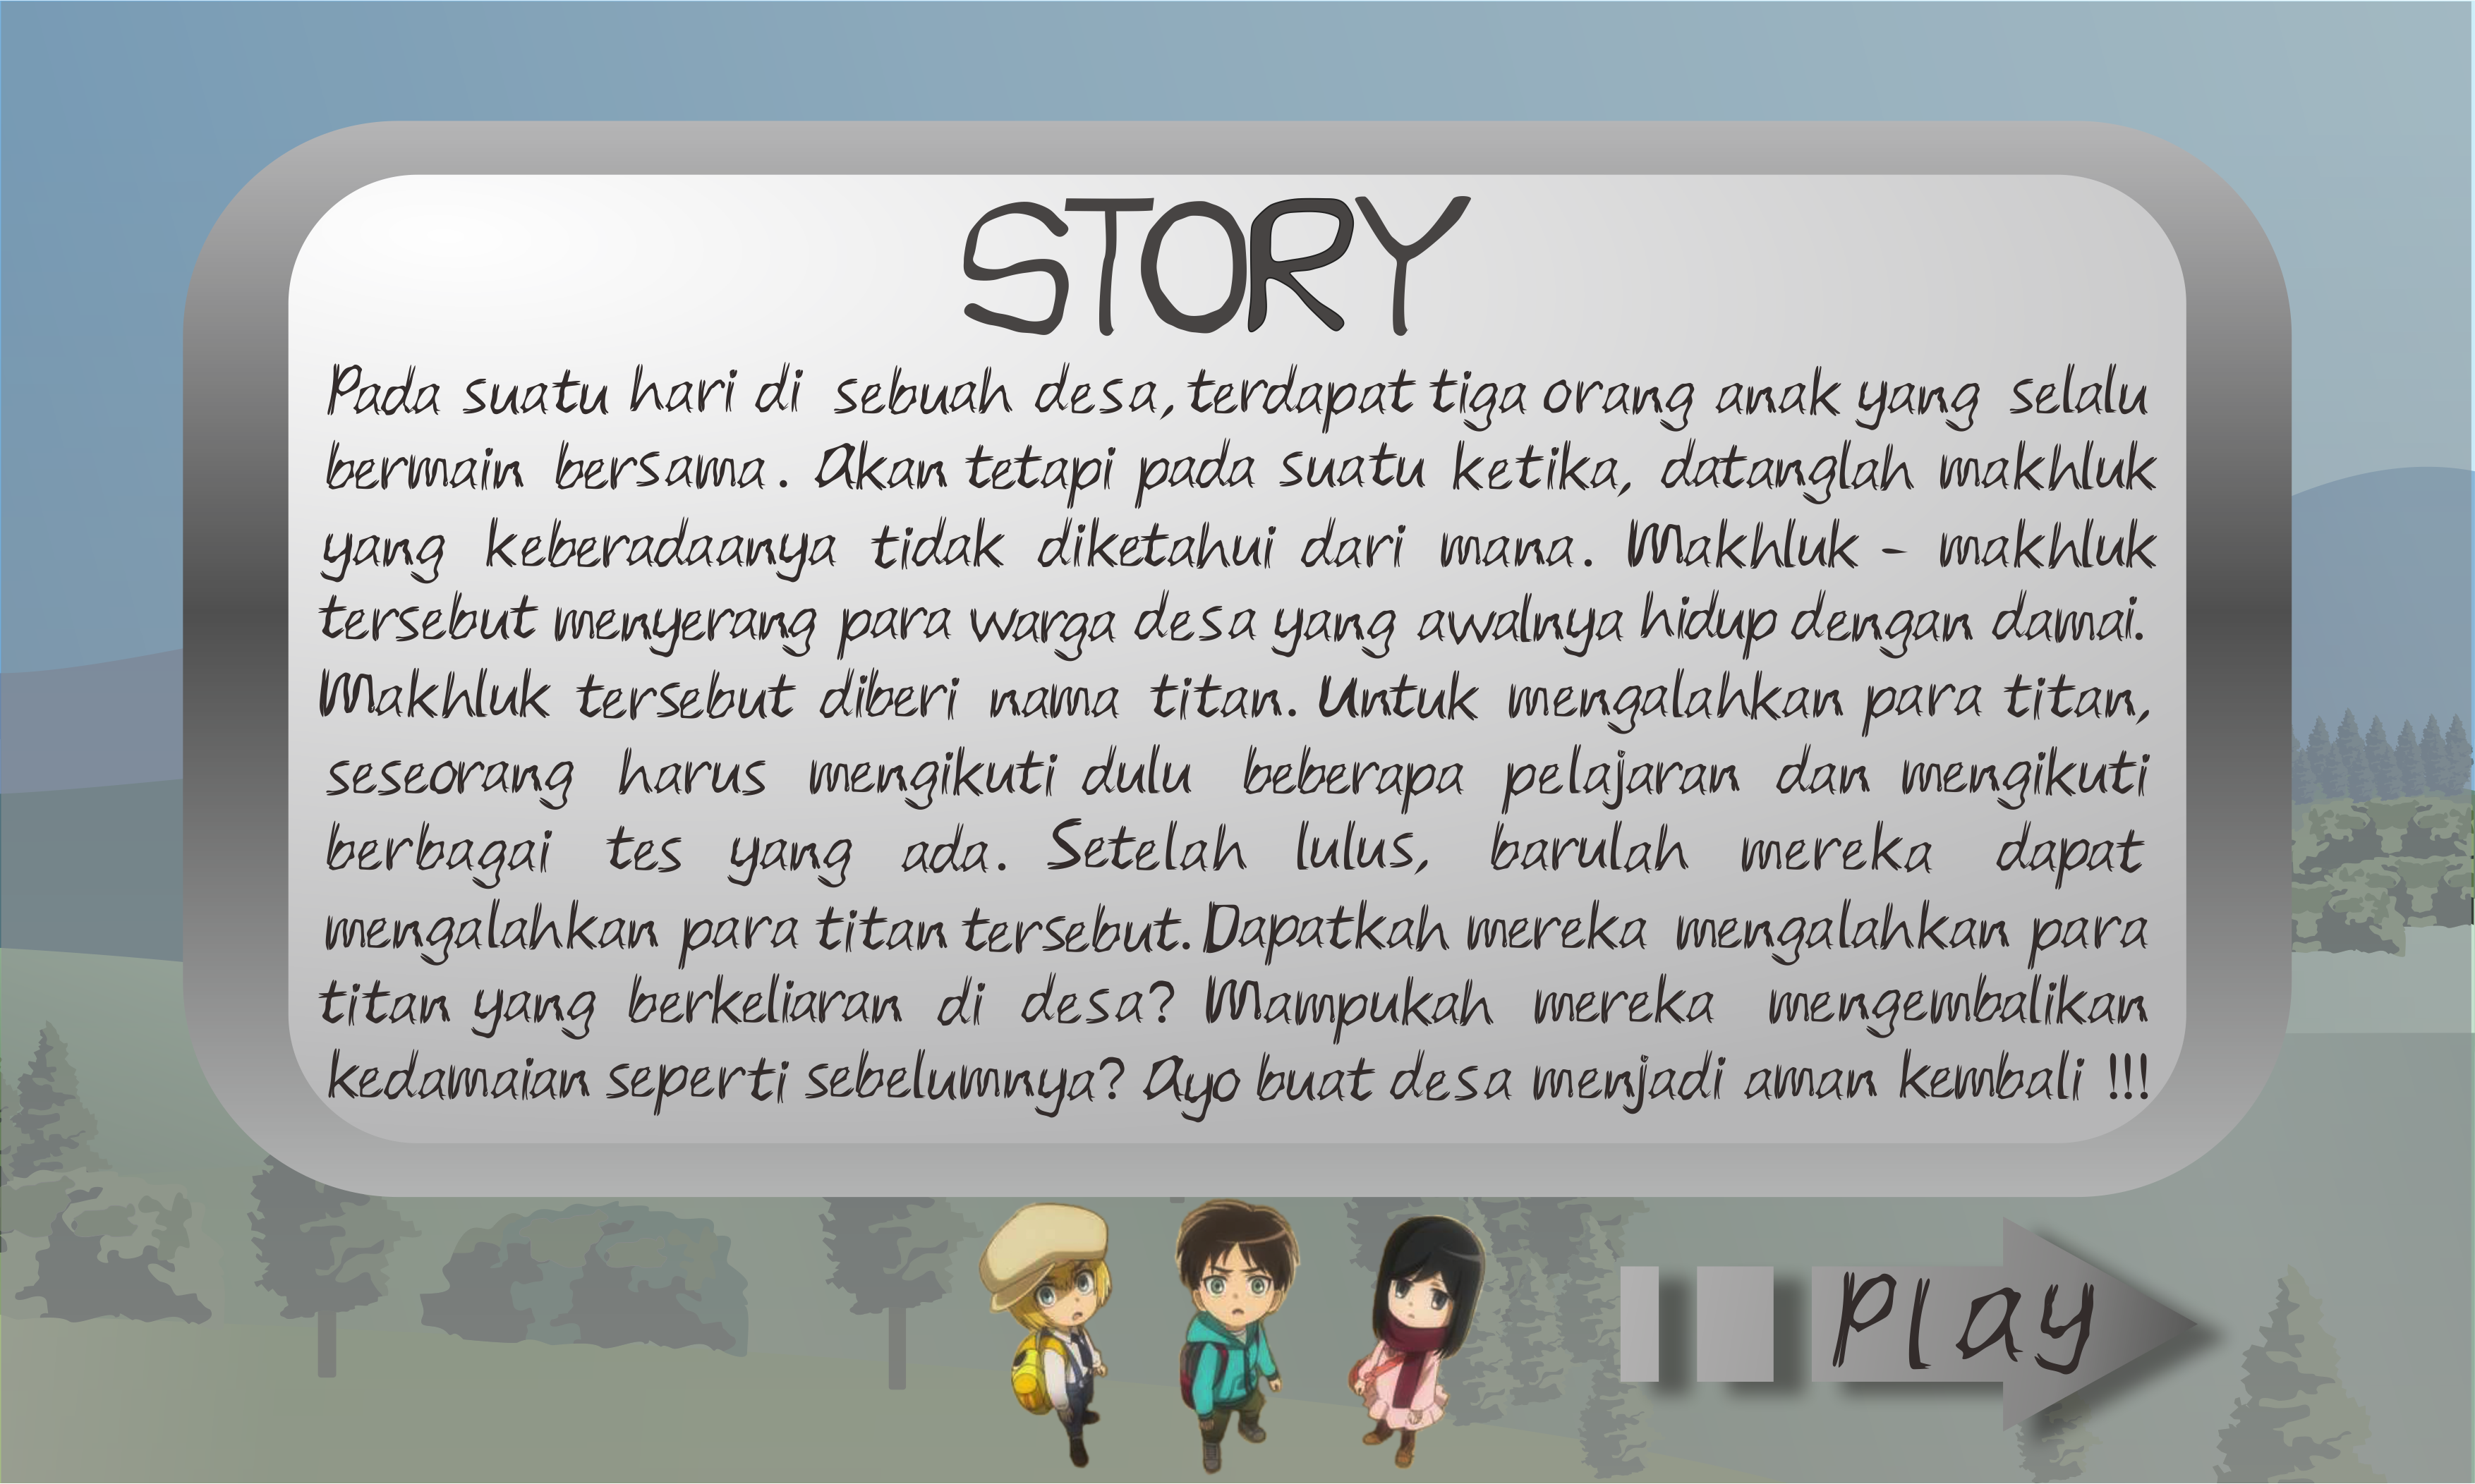 STORY
Pada suatu hari di sebuah desa, terdapat tiga orang anak yang selalu
bermain bersama. Akan tetapi pada suatu ketika, datanglah makhluk
yang keberadaanya tidak diketahui dari mana. Makhluk - makhluk
tersebut menyerang para warga desa yang awalnya hidup dengan damai.
Makhluk tersebut diberi nama titan. Untuk mengalahkan para titan,
seseorang harus mengikuti dulu beberapa pelajaran dan mengikuti
berbagai tes yang ada. Setelah lulus, barulah mereka dapat
mengalahkan para titan tersebut. Dapatkah mereka mengalahkan para
titan yang berkeliaran di desa? Mampukah mereka mengembalikan
kedamaian seperti sebelumnya? Ayo buat desa menjadi aman kembali !!!
Play